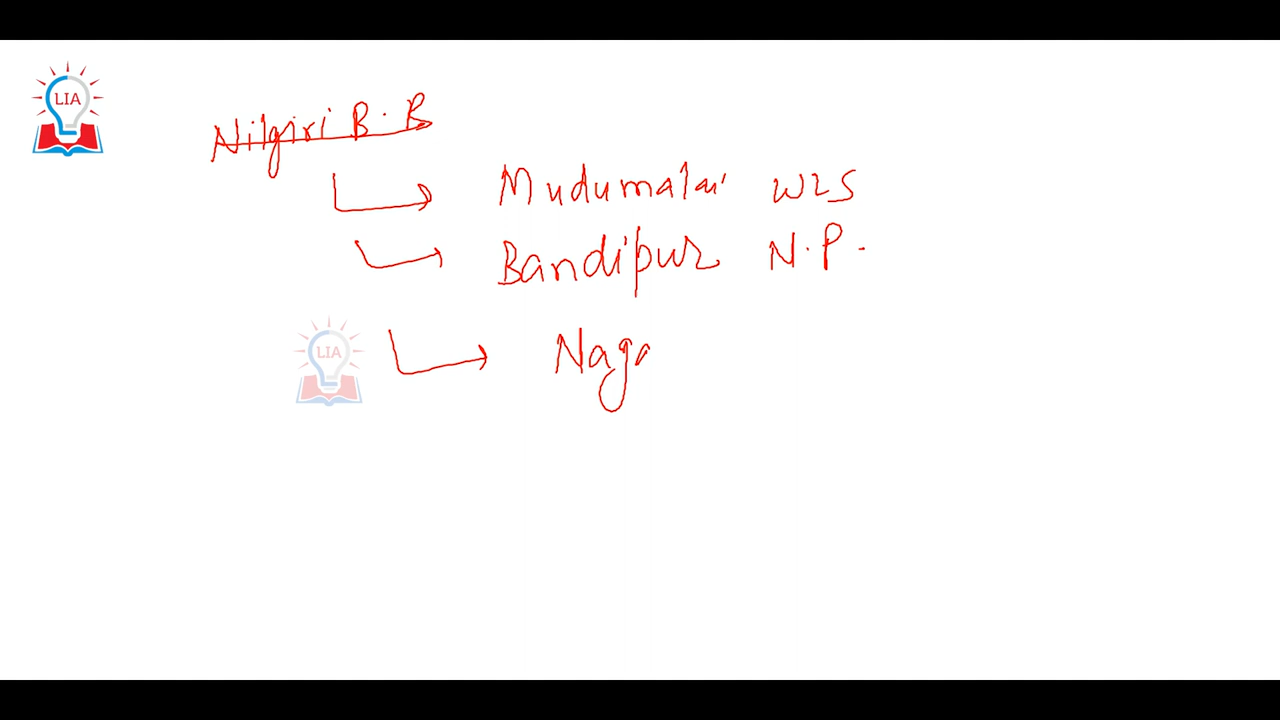 LIA
Nilgiri B. B
Mudumalai WLS
Bandipur N.P.
LIA
Naga